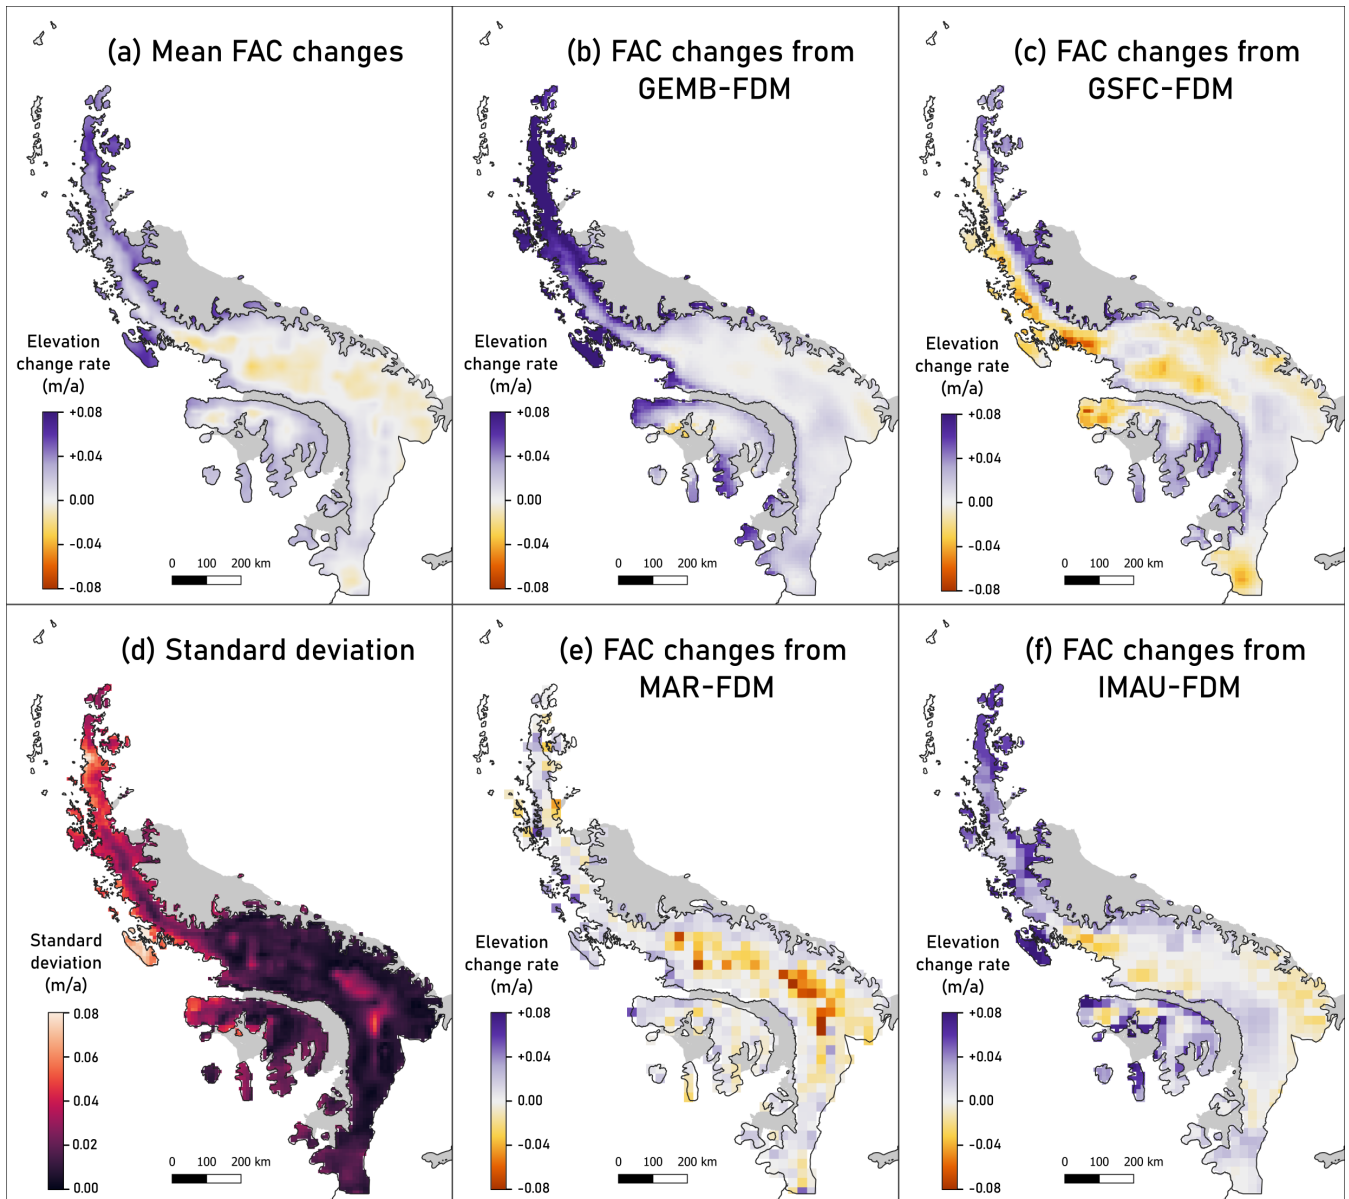 (a) Mean FAC changes
Elevation
change rate
(m/a)
+0.08
+0.04
0.00
−0.04
−0.08
0 100 200 km
(b) FAC changes from
GEMB-FDM
Elevation
change rate
(m/a)
+0.08
+0.04
0.00
−0.04
−0.08
0 100 200 km
(c) FAC changes from
GSFC-FDM
Elevation
change rate
(m/a)
+0.08
+0.04
0.00
−0.04
−0.08
0 100 200 km
(d) Standard deviation
Standard
deviation
(m/a)
0.08
0.06
0.04
0.02
0.00
0 100 200 km
(e) FAC changes from
MAR-FDM
Elevation
change rate
(m/a)
+0.08
+0.04
0.00
−0.04
−0.08
0 100 200 km
(f) FAC changes from
IMAU-FDM
Elevation
change rate
(m/a)
+0.08
+0.04
0.00
−0.04
−0.08
0 100 200 km